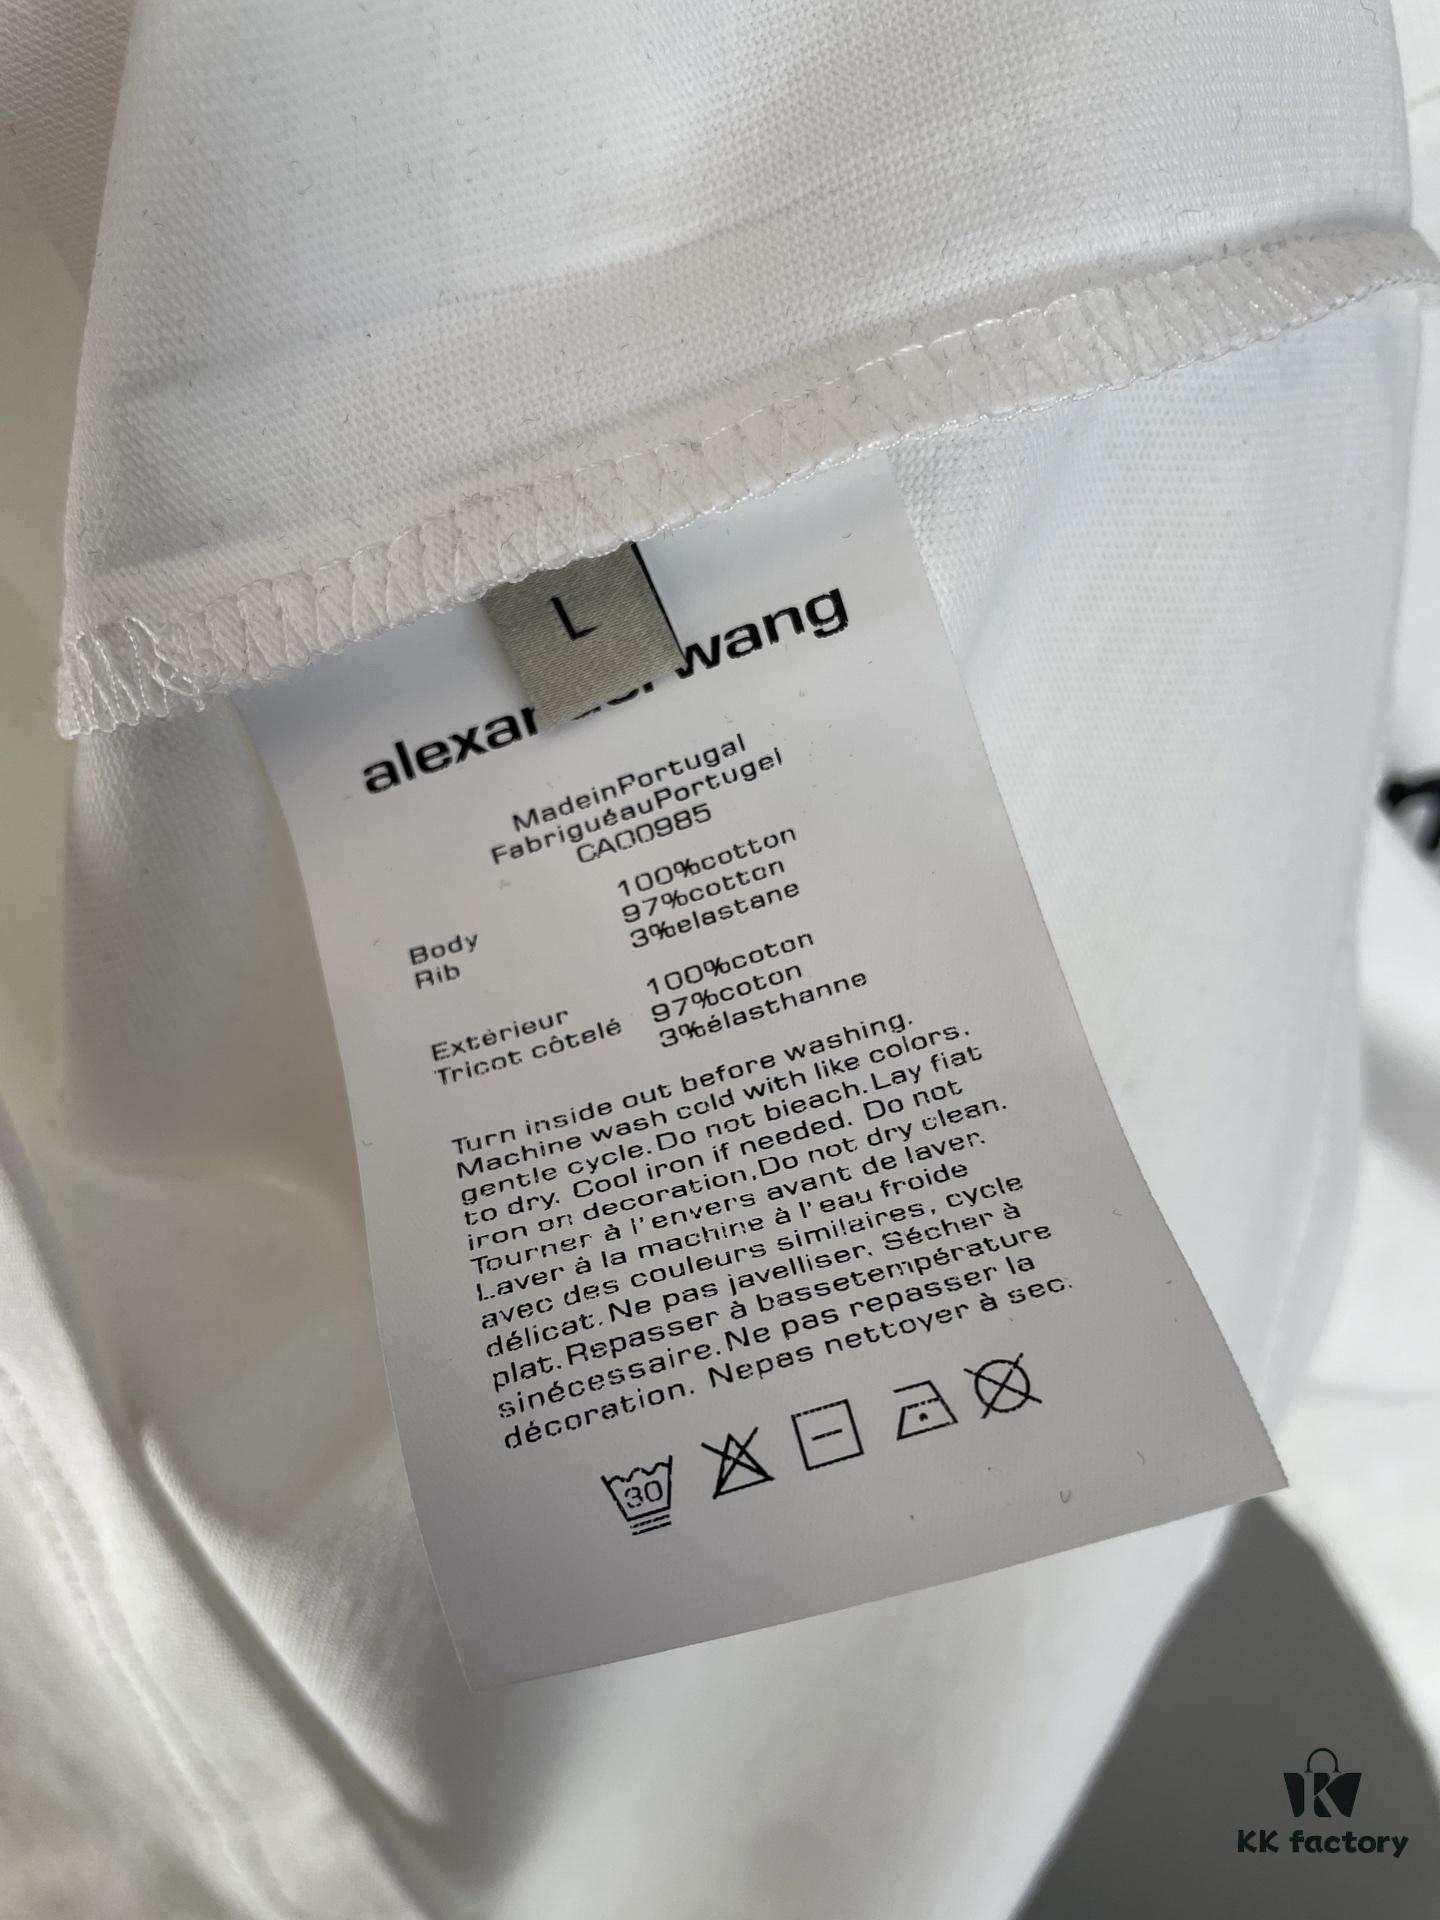 L
alexan wang
MadeinPortugal
FabriguéauPortugei
CA00985
100%cotton
Body 97%cotton
Rib 3%elastane
100%coton
Extèrieur 97%coton
Tricot côtelé 3%élasthanne
Turn inside out before washing.
Machine wash cold with like colors.
gentle cycle.Do not bieach.Lay fiat
to dry. Cool iron if needed. Do not
iron on decoration,Do not dry clean.
Tourner à l'envers avant de laver.
Laver à la machine à l'eau froide
avec des couleurs similaires, cycle
délicat. Ne pas javelliser. Sécher à
plat. Repasser à bassetempérature
sinécessaire. Ne pas repasser la
décoration. Nepas nettoyer à sec.
30
KK factory